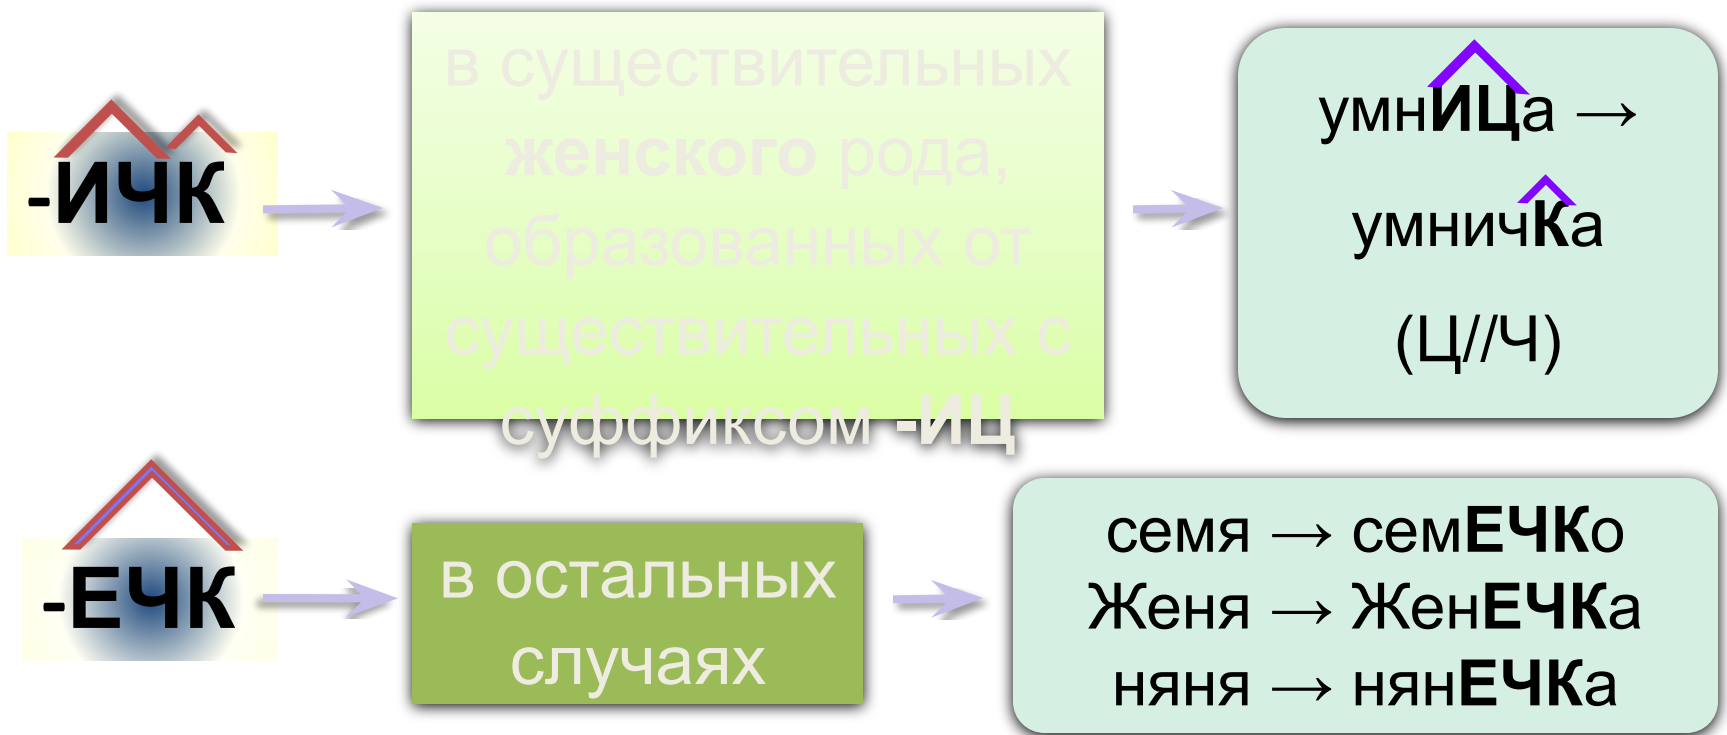 -ИЧК
в существительных
женского рода,
образованных от
существительных с
суффиксом -ИЦ
умнИЦа →
умничКа
(Ц//Ч)
-ЕЧК
в остальных
случаях
семя → семЕЧКо
Женя → ЖенЕЧКа
няня → нянЕЧКа